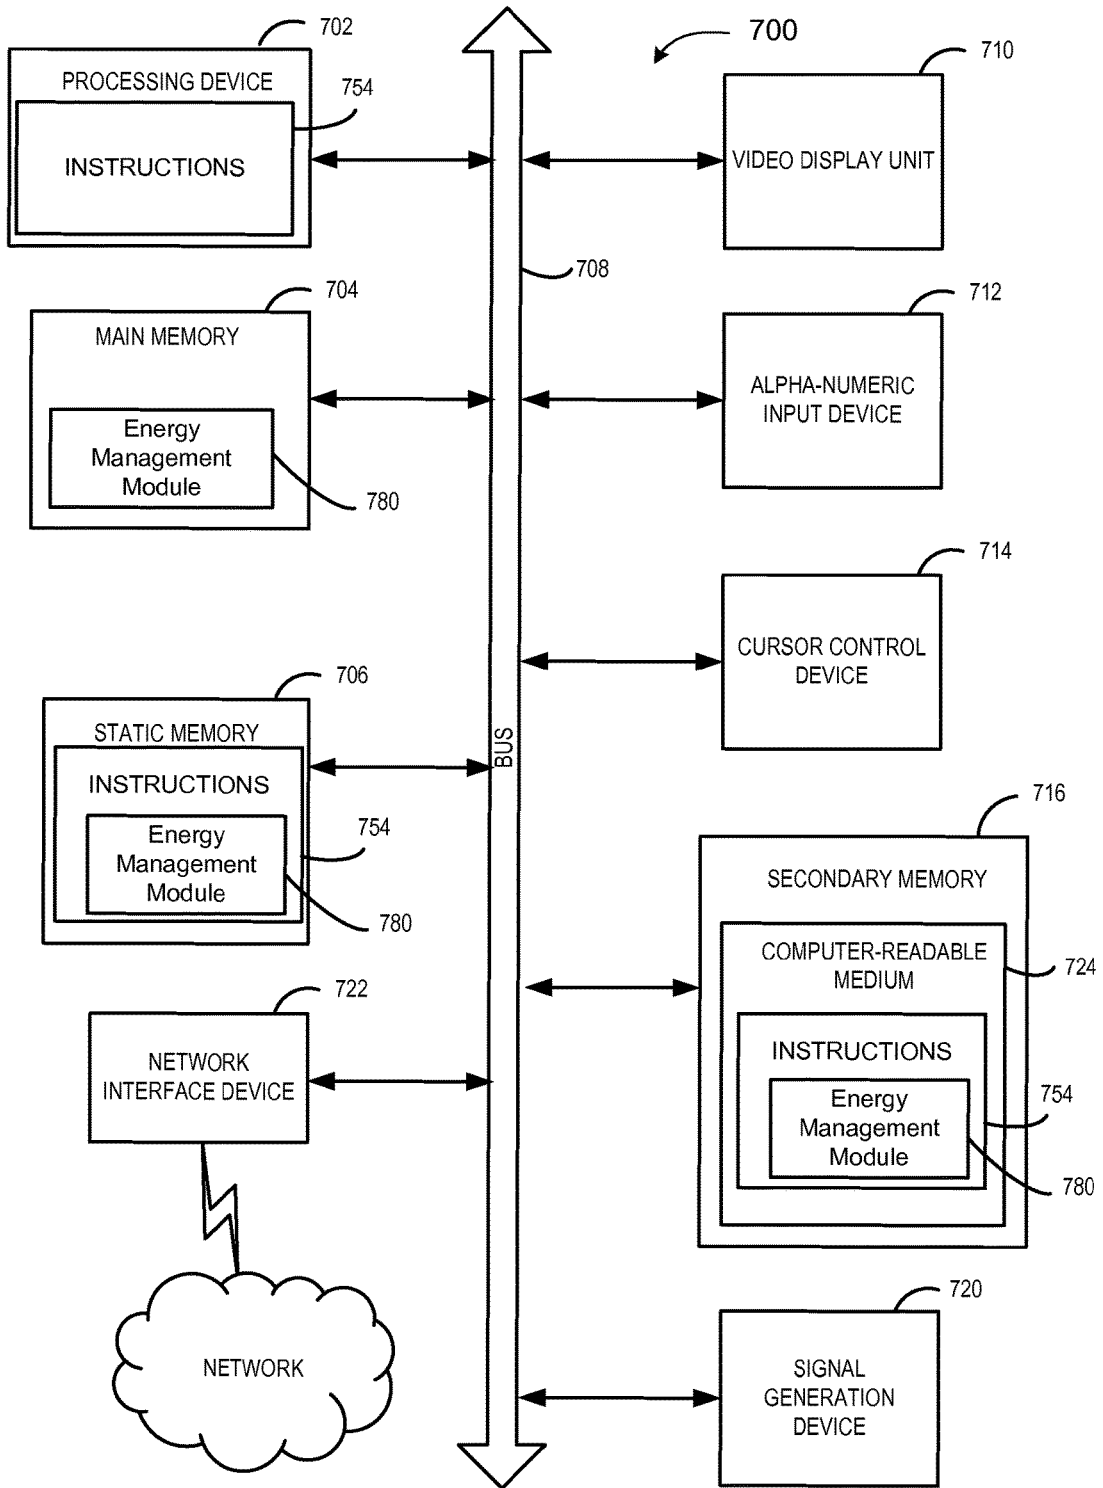 702
PROCESSING DEVICE
754
INSTRUCTIONS
700
710
VIDEO DISPLAY UNIT
708
704
MAIN MEMORY
Energy
Management
Module
780
712
ALPHA-NUMERIC
INPUT DEVICE
714
CURSOR CONTROL
DEVICE
706
STATIC MEMORY
INSTRUCTIONS
754
Energy
Management
Module
780
BUS
716
SECONDARY MEMORY
COMPUTER-READABLE
MEDIUM
724
INSTRUCTIONS
754
Energy
Management
Module
780
722
NETWORK
INTERFACE DEVICE
NETWORK
720
SIGNAL
GENERATION
DEVICE